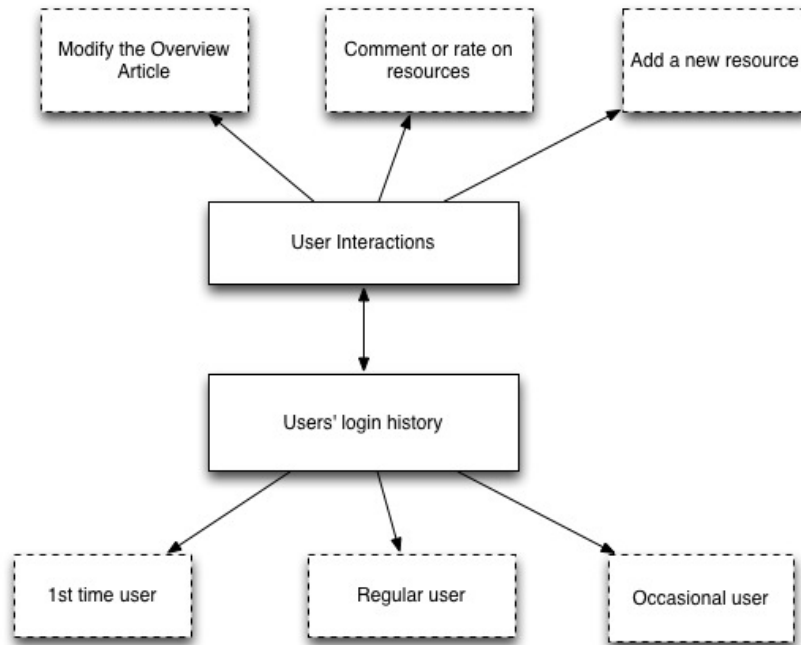 Modify the Overview
Article
Comment or rate on
resources
Add a new resource
User Interactions
Users' login history
1st time user
Regular user
Occasional user